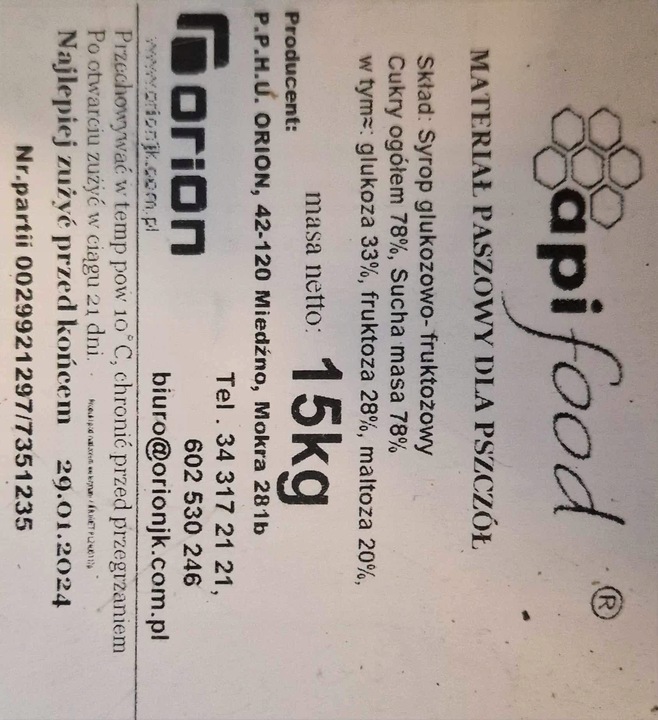 apifood®
MATERIAŁ PASZOWY DLA PSZCZÓŁ
Skład: Syrop glukozowo- fruktozowy
Cukry ogółem 78%, Sucha masa 78%
w tym≈: glukoza 33%, fruktoza 28%, maltoza 20%,
masa netto: 15kg
Producent:
P.P.H.U. ORION, 42-120 Miedźno, Mokra 281b
orion
Tel . 34 317 21 21,
602 530 246
www.orionjk.com.pl
biuro@orionjk.com.pl
Przechowywać w temp pow 10°C, chronić przed przegrzaniem
Po otwarciu zużyć w ciągu 21 dni.
Najlepiej zużyć przed końcem 29.01.2024
Nr.partii 0029921297/7351235